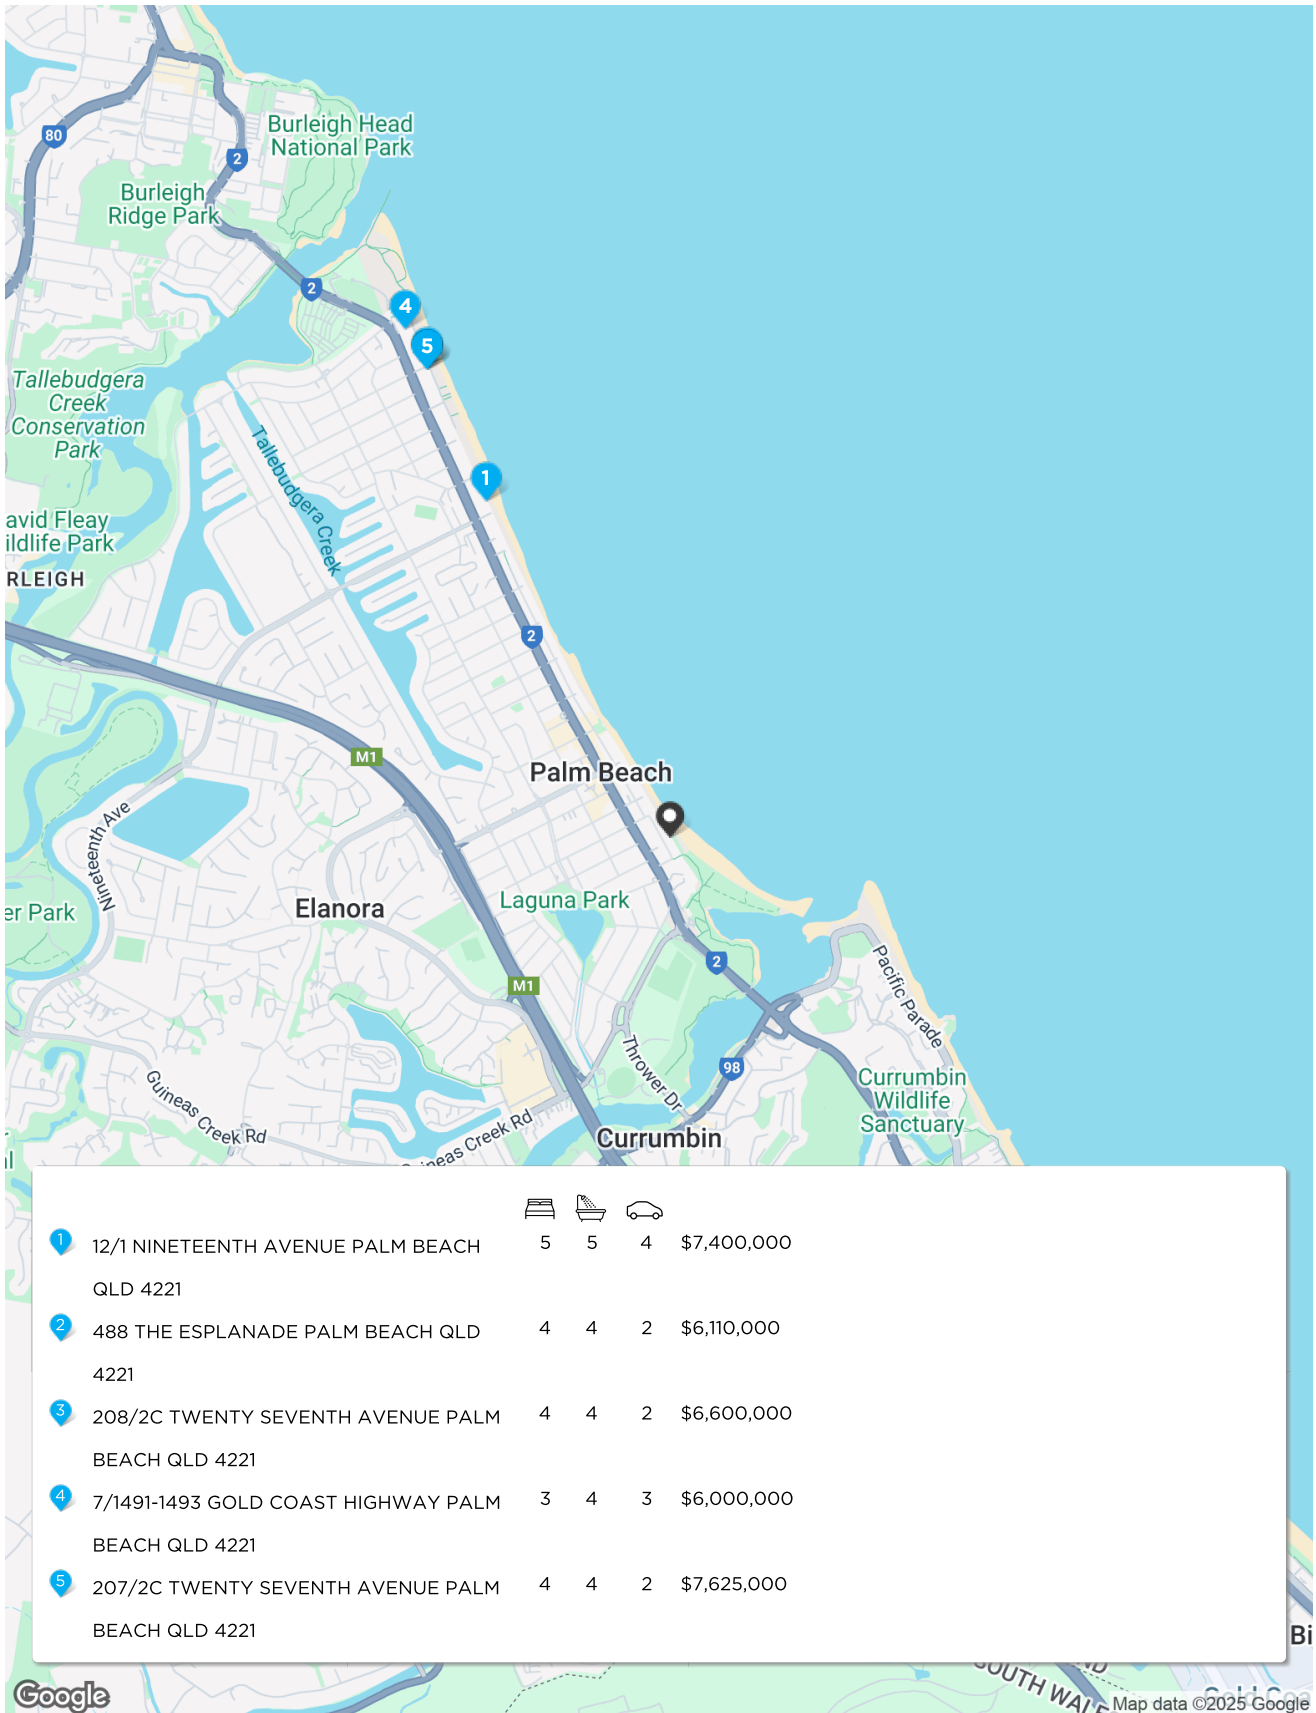 80
Burleigh Head
National Park
2
Burleigh
Ridge Park
2
4
5
Tallebudgera
Creek
Conservation
Park
Tallebudgera Creek
1
avid Fleay
ildlife Park
RLEIGH
2
M1
Palm Beach
Nineteenth Ave
Laguna Park
Elanora
er Park
2
M1
Pacific Parade
Thrower Dr
98
Currumbin
Wildlife
Sanctuary
Guineas Creek Rd
Guineas Creek Rd
Currumbin
al
1 12/1 NINETEENTH AVENUE PALM BEACH 5 5 4 $7,400,000
QLD 4221
2 488 THE ESPLANADE PALM BEACH QLD 4 4 2 $6,110,000
4221
3 208/2C TWENTY SEVENTH AVENUE PALM 4 4 2 $6,600,000
BEACH QLD 4221
4 7/1491-1493 GOLD COAST HIGHWAY PALM 3 4 3 $6,000,000
BEACH QLD 4221
5 207/2C TWENTY SEVENTH AVENUE PALM 4 4 2 $7,625,000
BEACH QLD 4221
Bi
ND
SOUTH WALE
Google
Map data ©2025 Google